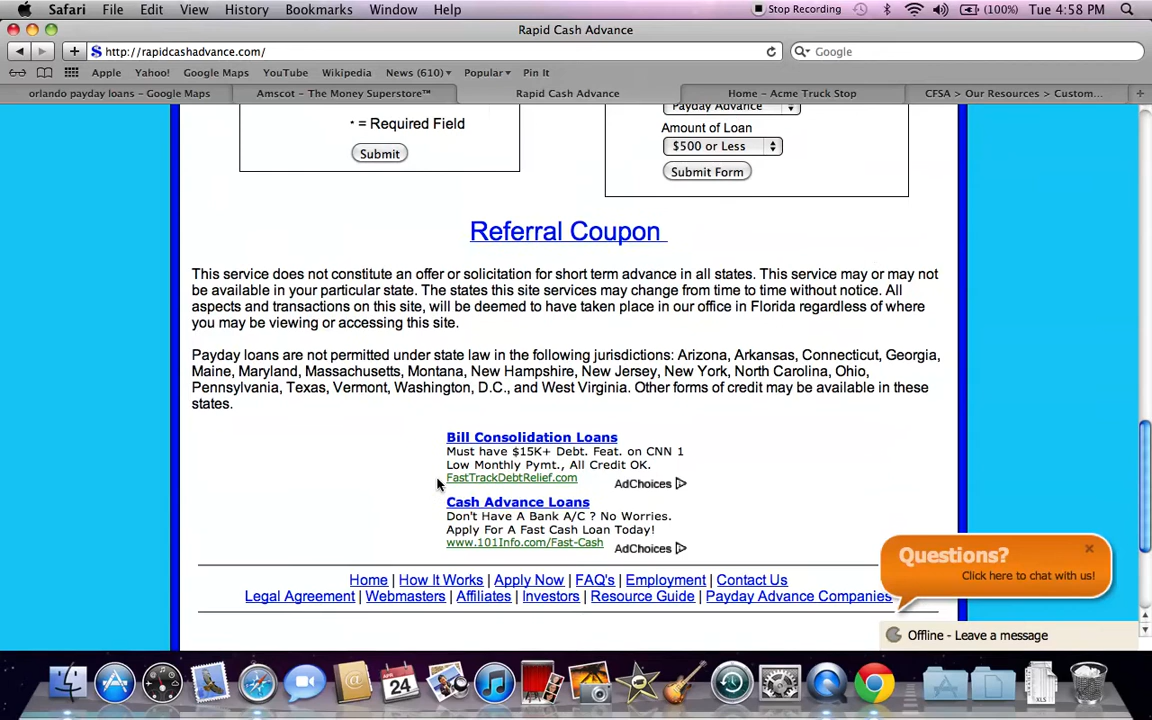 Safari File Edit View History Bookmarks Window Help Stop Recording (100%) Tue 4:58 PM
Rapid Cash Advance
http://rapidcashadvance.com/ Google
Apple Yahoo! Google Maps YouTube Wikipedia News (610) Popular Pin It
orlando payday loans – Google Maps Amscot – The Money Superstore™ Rapid Cash Advance Home – Acme Truck Stop CFSA > Our Resources > Custom...
Payday Advance
* = Required Field
Amount of Loan
$500 or Less
Submit
Submit Form
Referral Coupon
This service does not constitute an offer or solicitation for short term advance in all states. This service may or may not
be available in your particular state. The states this site services may change from time to time without notice. All
aspects and transactions on this site, will be deemed to have taken place in our office in Florida regardless of where
you may be viewing or accessing this site.
Payday loans are not permitted under state law in the following jurisdictions: Arizona, Arkansas, Connecticut, Georgia,
Maine, Maryland, Massachusetts, Montana, New Hampshire, New Jersey, New York, North Carolina, Ohio,
Pennsylvania, Texas, Vermont, Washington, D.C., and West Virginia. Other forms of credit may be available in these
states.
Bill Consolidation Loans
Must have $15K+ Debt. Feat. on CNN 1
Low Monthly Pymt., All Credit OK.
FastTrackDebtRelief.com AdChoices
Cash Advance Loans
Don't Have A Bank A/C ? No Worries.
Apply For A Fast Cash Loan Today!
www.101Info.com/Fast-Cash AdChoices
Questions?
Click here to chat with us!
Home | How It Works | Apply Now | FAQ's | Employment | Contact Us
Legal Agreement | Webmasters | Affiliates | Investors | Resource Guide | Payday Advance Companies
Offline - Leave a message
JUL
24
XLS